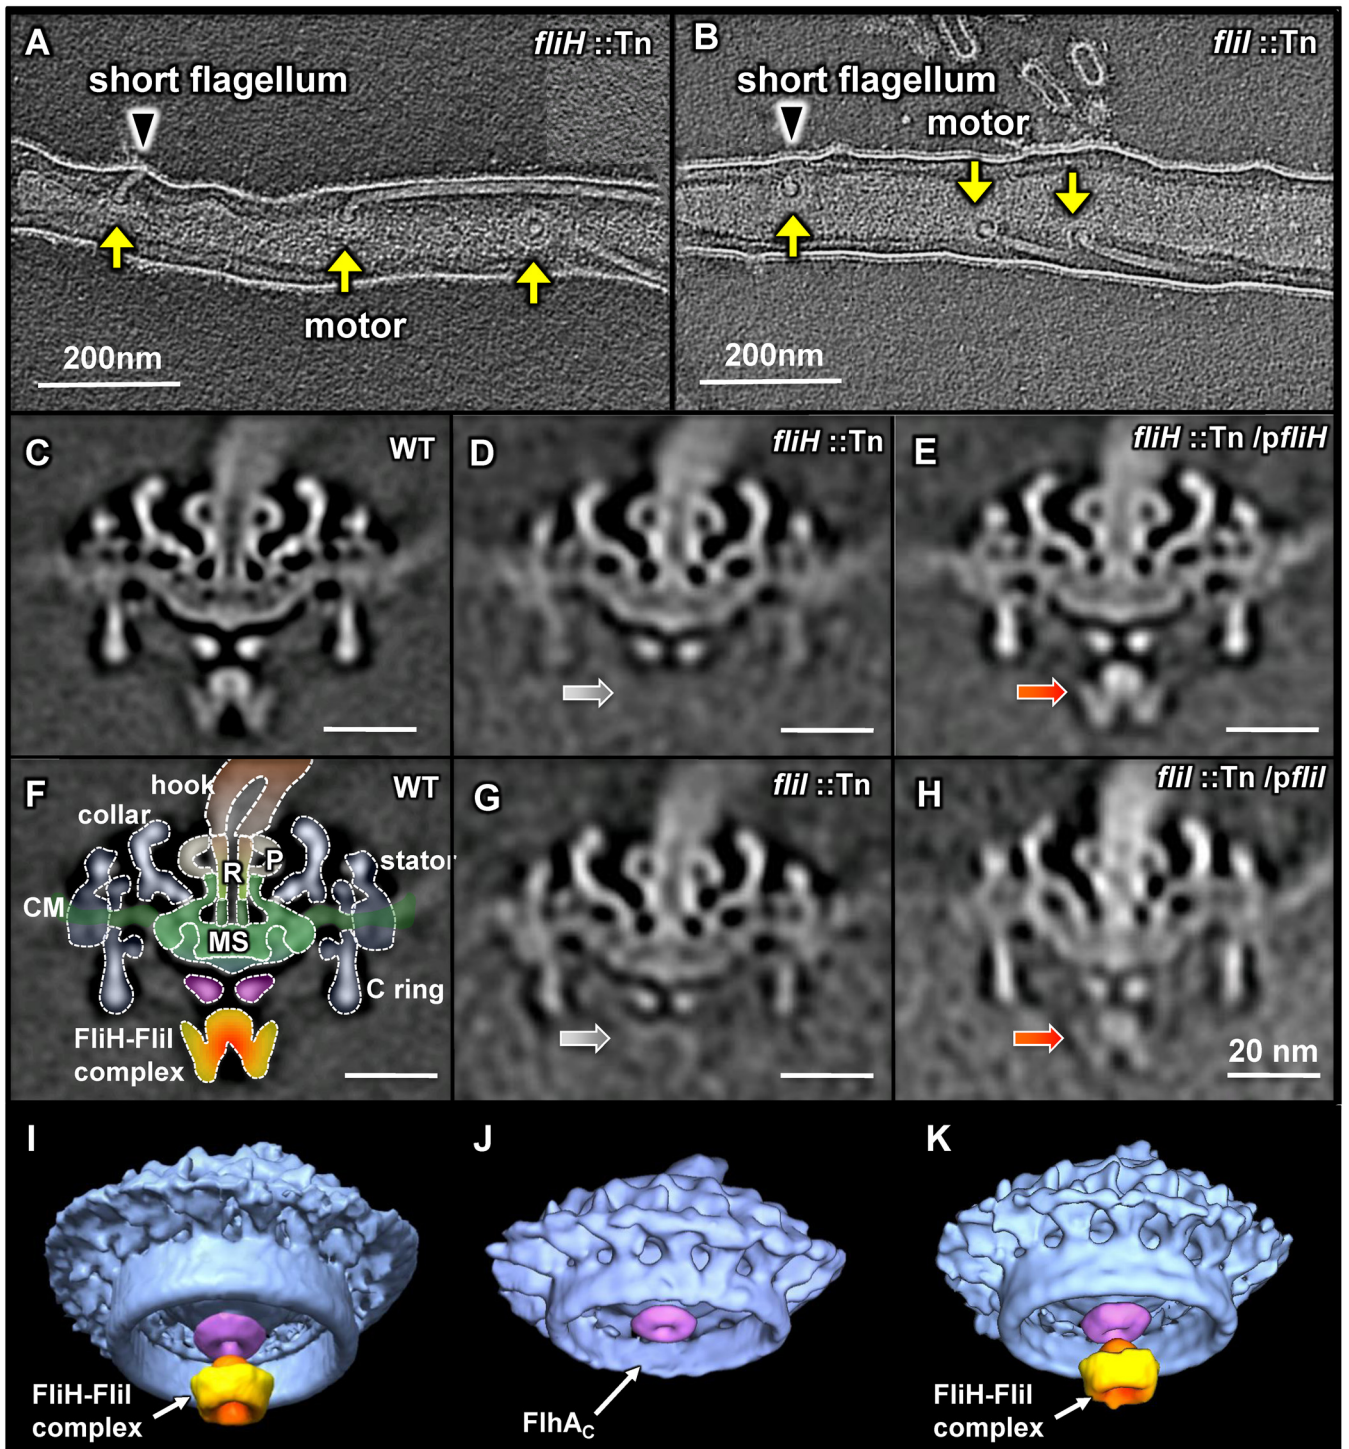 A
fliH ::Tn
short flagellum
motor
200nm
B
fliI ::Tn
short flagellum
motor
200nm
C
WT
D
fliH ::Tn
E
fliH ::Tn /pfliH
F
WT
hook
collar
P
R
stator
CM
MS
C ring
FliH-FliI
complex
G
fliI ::Tn
H
fliI ::Tn /pfliI
20 nm
I
FliH-FliI
complex
J
FlhAC
K
FliH-FliI
complex